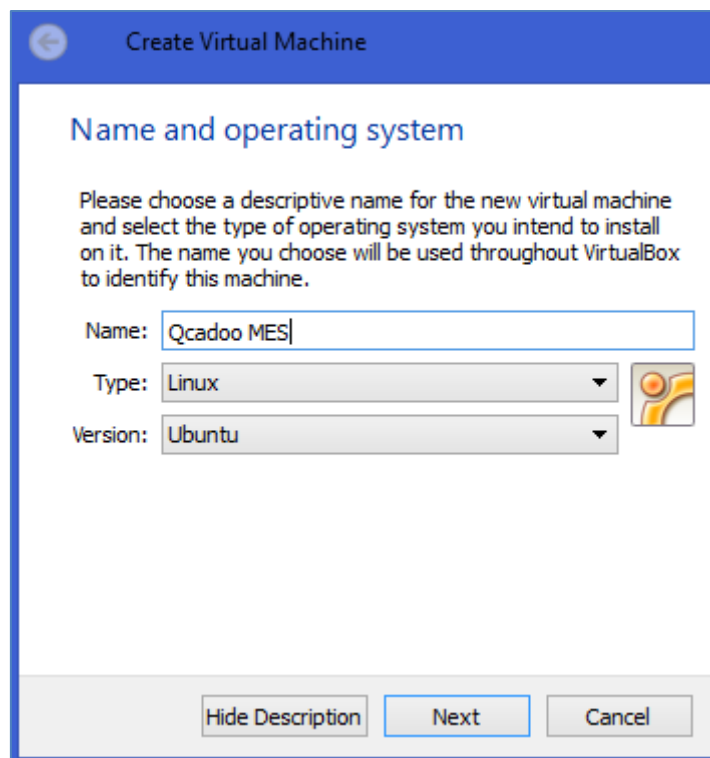 Create Virtual Machine
Name and operating system
Please choose a descriptive name for the new virtual machine
and select the type of operating system you intend to install
on it. The name you choose will be used throughout VirtualBox
to identify this machine.
Name: Qcadoo MES
Type: Linux
Version: Ubuntu
Hide Description Next Cancel